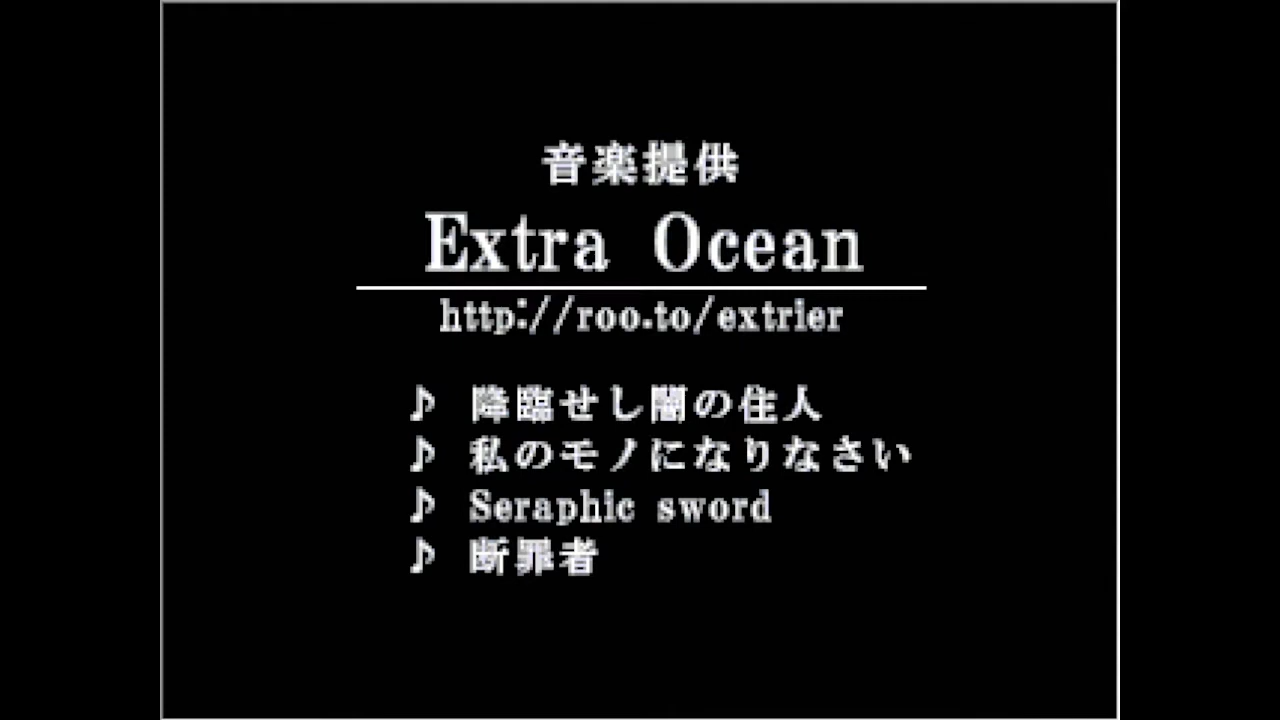 音楽提供
Extra Ocean
http://roo.to/extrier
♪ 降臨せし闇の住人
♪ 私のモノになりなさい
♪ Seraphic sword
♪ 断罪者